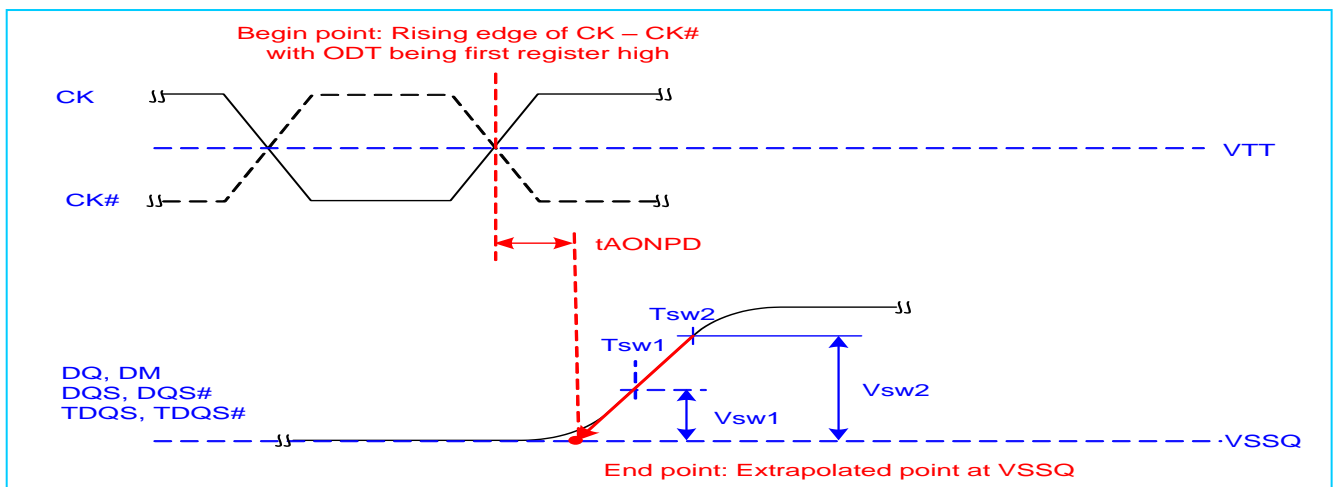 Begin point: Rising edge of CK – CK#
with ODT being first register high
CK
VTT
CK#
tAONPD
Tsw2
Tsw1
DQ, DM
DQS, DQS#
TDQS, TDQS#
Vsw2
Vsw1
VSSQ
End point: Extrapolated point at VSSQ